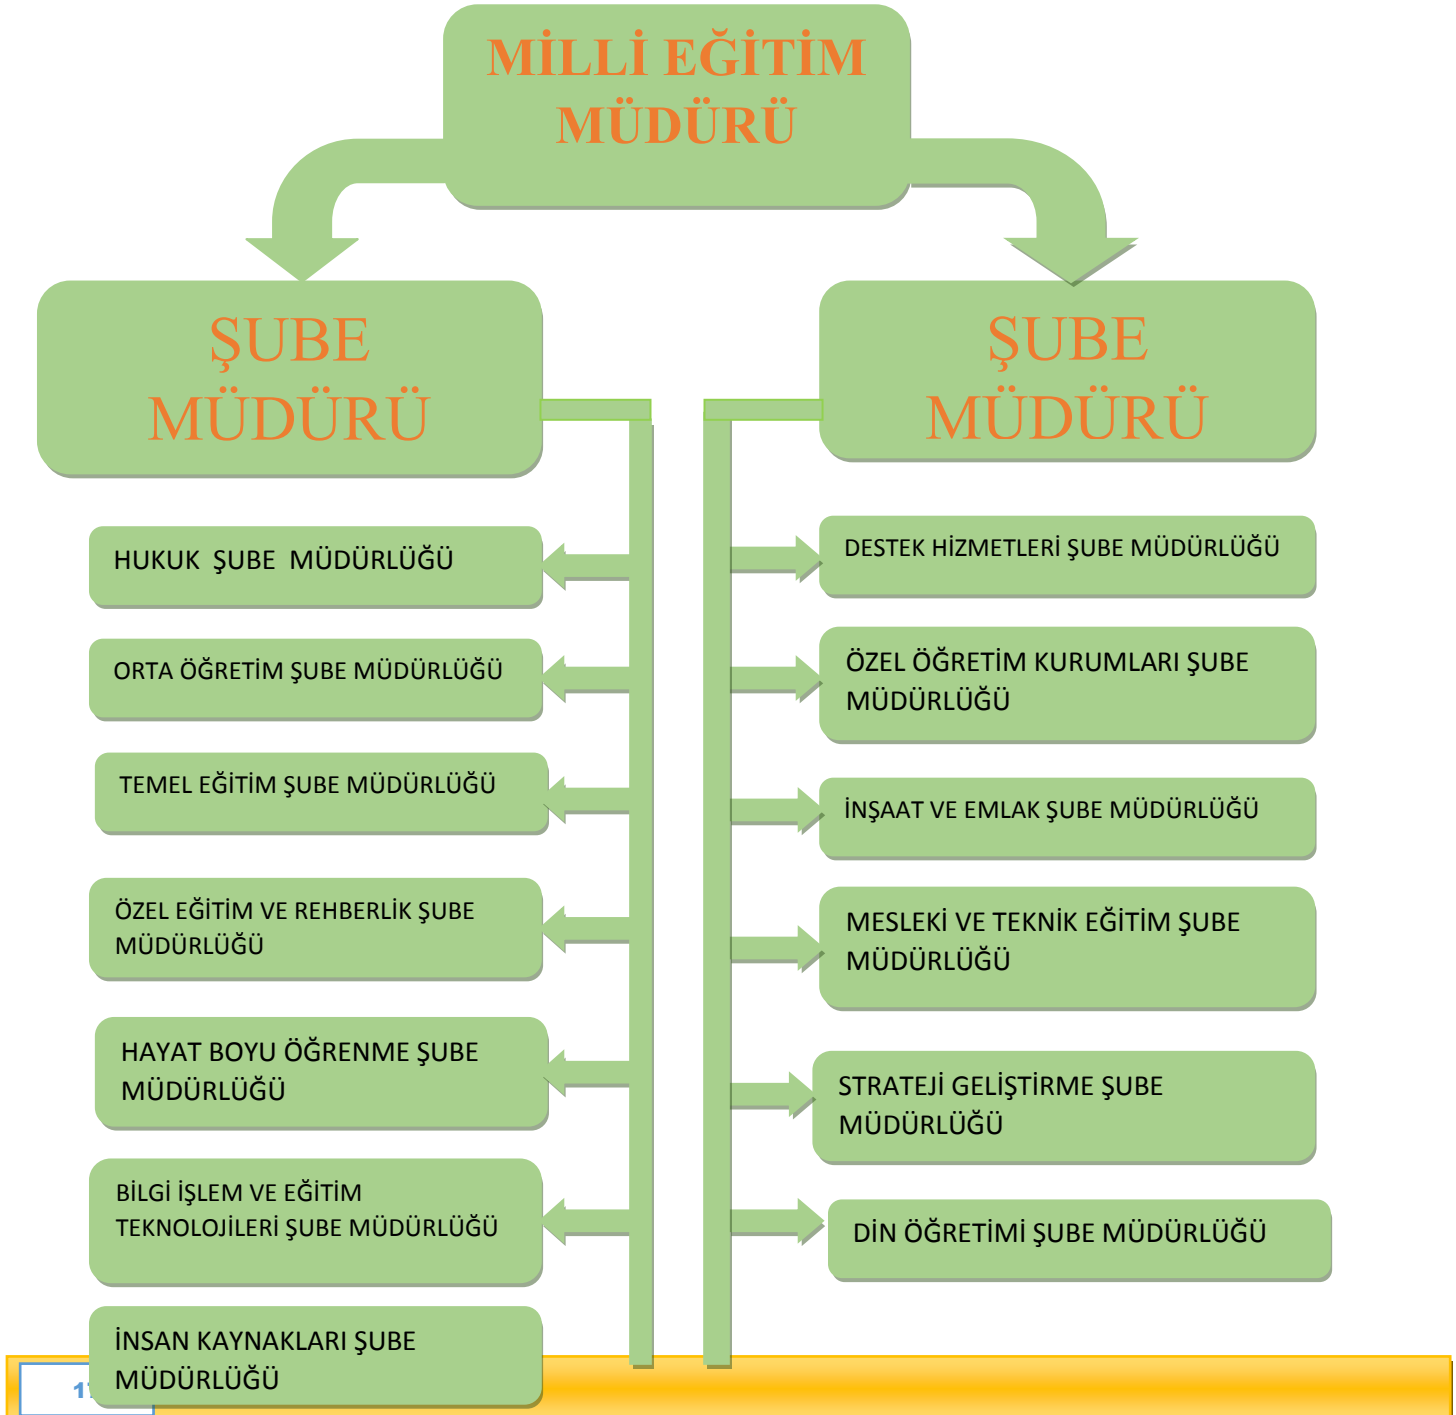 MİLLİ EĞİTİM
MÜDÜRÜ
ŞUBE
MÜDÜRÜ
HUKUK ŞUBE MÜDÜRLÜĞÜ
ORTA ÖĞRETİM ŞUBE MÜDÜRLÜĞÜ
TEMEL EĞİTİM ŞUBE MÜDÜRLÜĞÜ
ÖZEL EĞİTİM VE REHBERLİK ŞUBE
MÜDÜRLÜĞÜ
HAYAT BOYU ÖĞRENME ŞUBE
MÜDÜRLÜĞÜ
BİLGİ İŞLEM VE EĞİTİM
TEKNOLOJİLERİ ŞUBE MÜDÜRLÜĞÜ
İNSAN KAYNAKLARI ŞUBE
MÜDÜRLÜĞÜ
ŞUBE
MÜDÜRÜ
DESTEK HİZMETLERİ ŞUBE MÜDÜRLÜĞÜ
ÖZEL ÖĞRETİM KURUMLARI ŞUBE
MÜDÜRLÜĞÜ
İNŞAAT VE EMLAK ŞUBE MÜDÜRLÜĞÜ
MESLEKİ VE TEKNİK EĞİTİM ŞUBE
MÜDÜRLÜĞÜ
STRATEJİ GELİŞTİRME ŞUBE
MÜDÜRLÜĞÜ
DİN ÖĞRETİMİ ŞUBE MÜDÜRLÜĞÜ